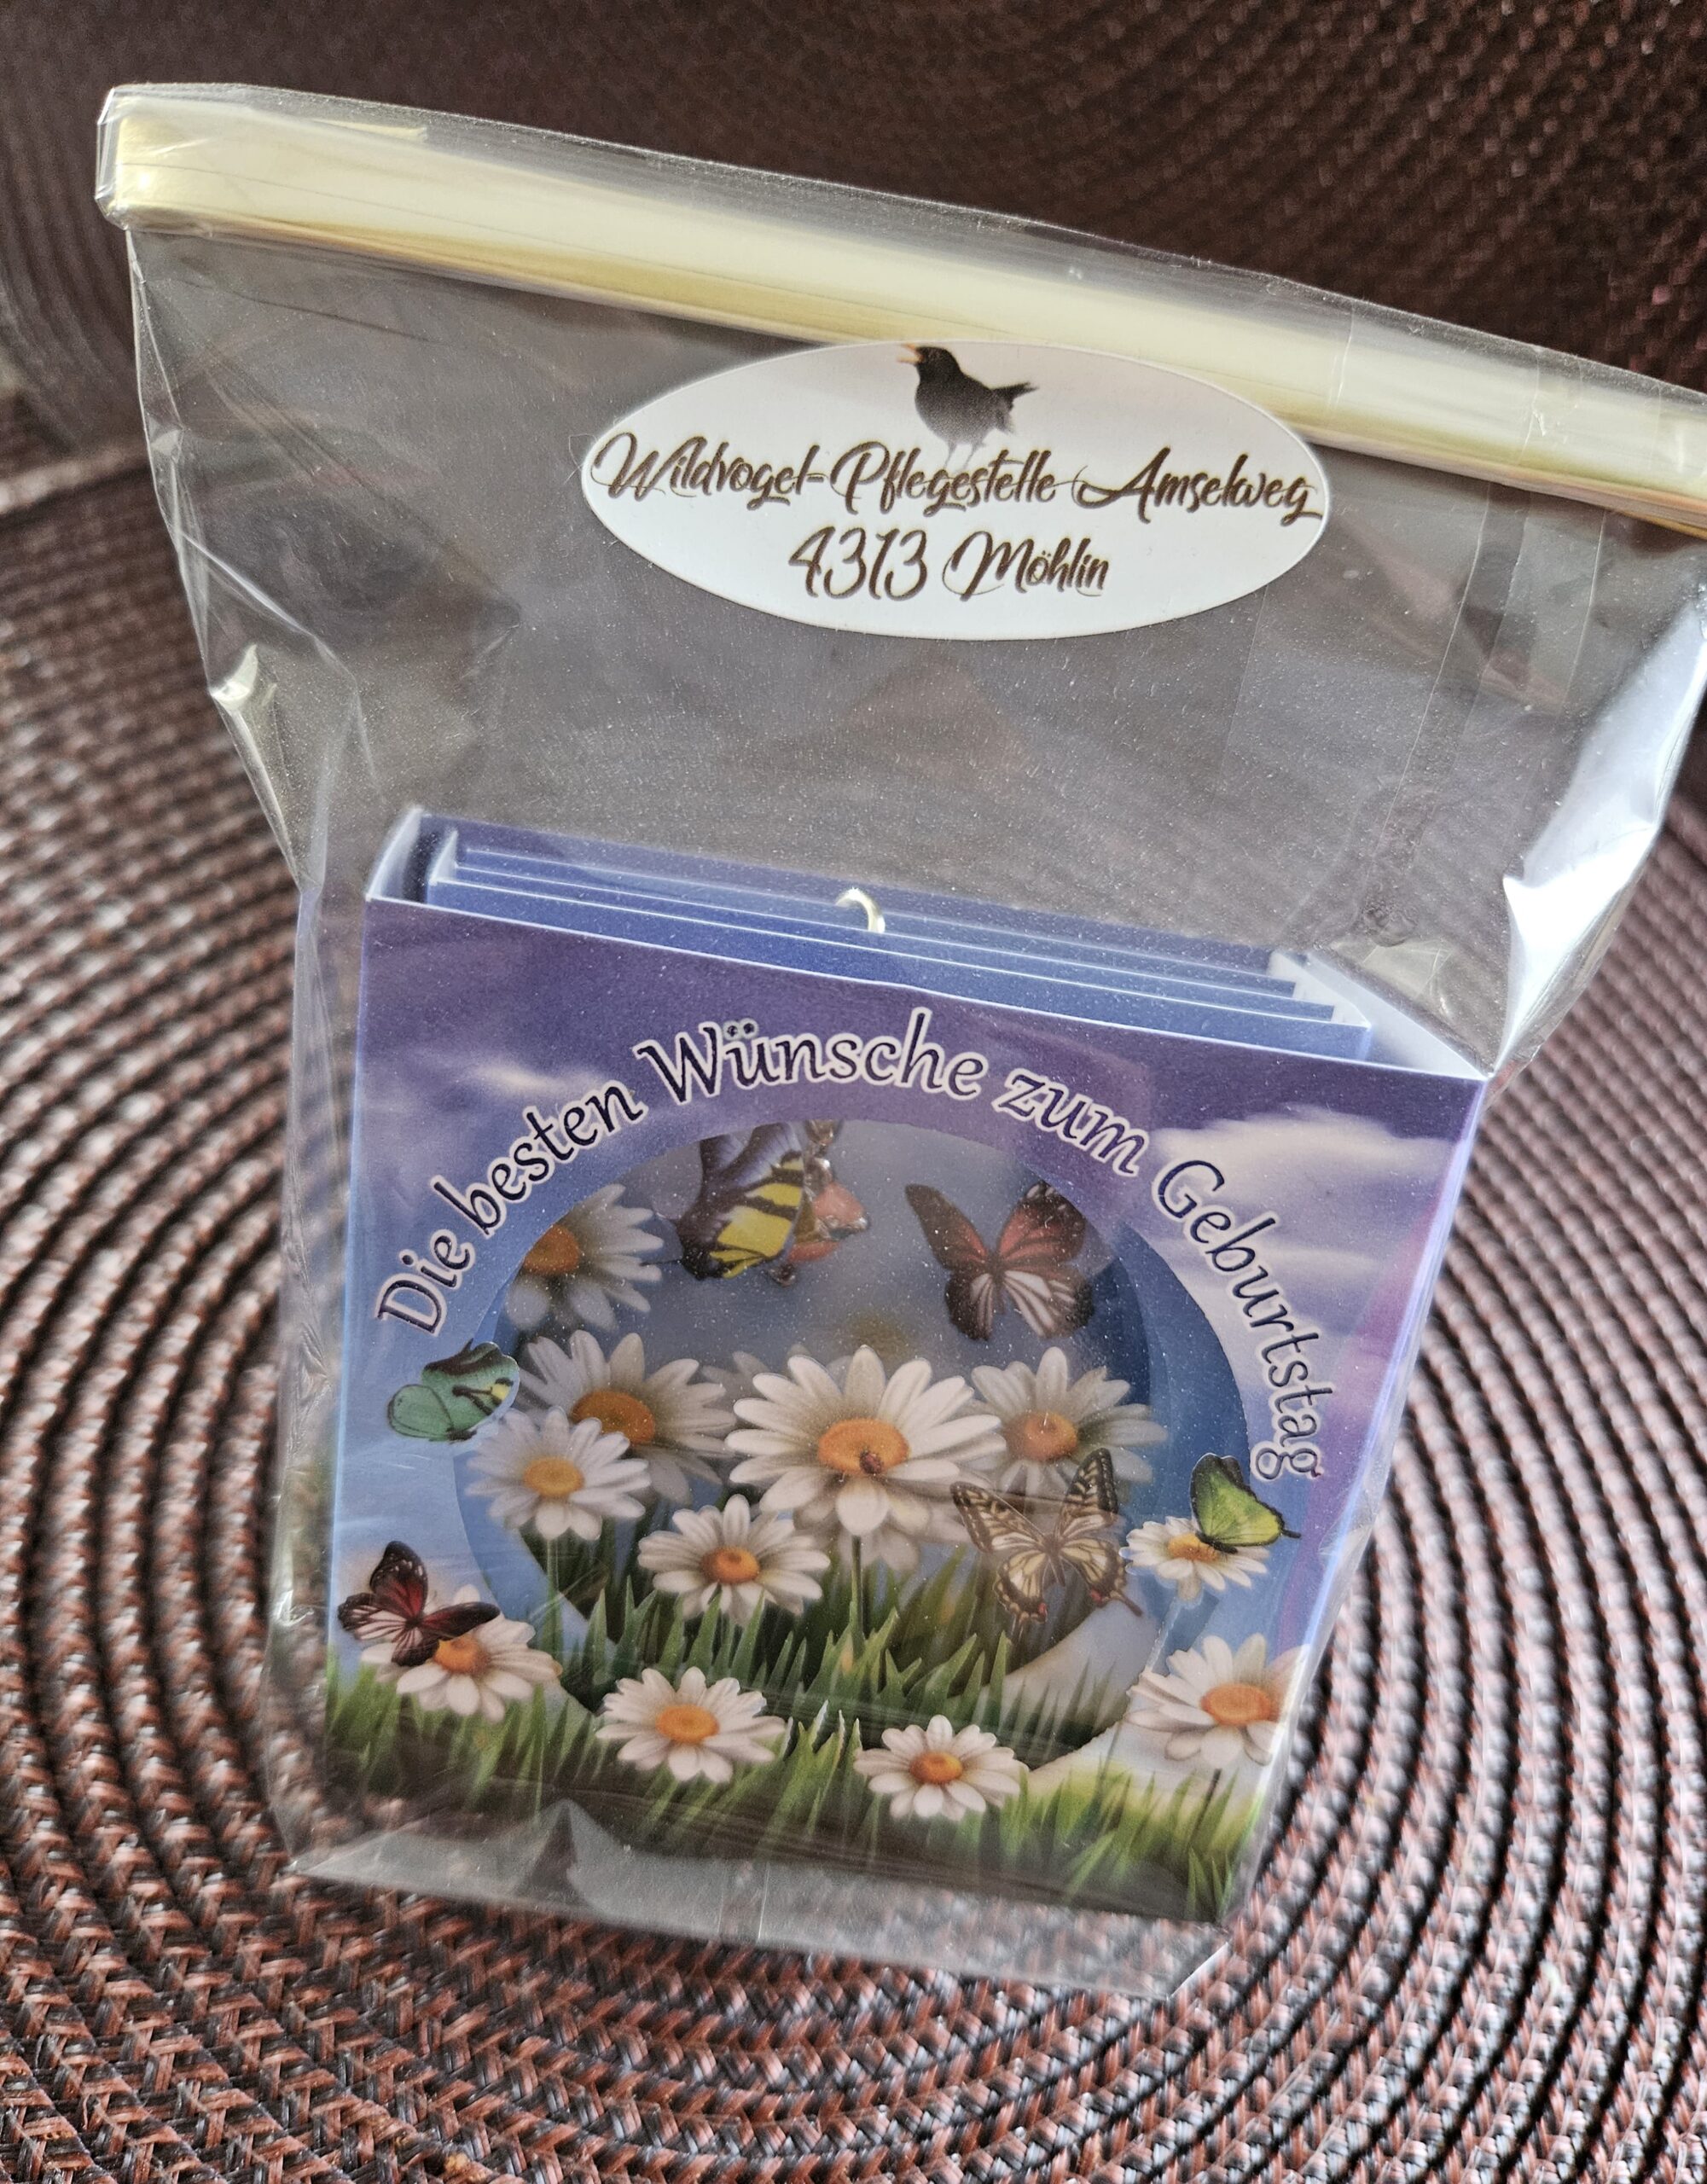 Wildvogel-Pflegestelle Amselweg
4313 Möhlin
Die besten Wünsche zum Geburtstag